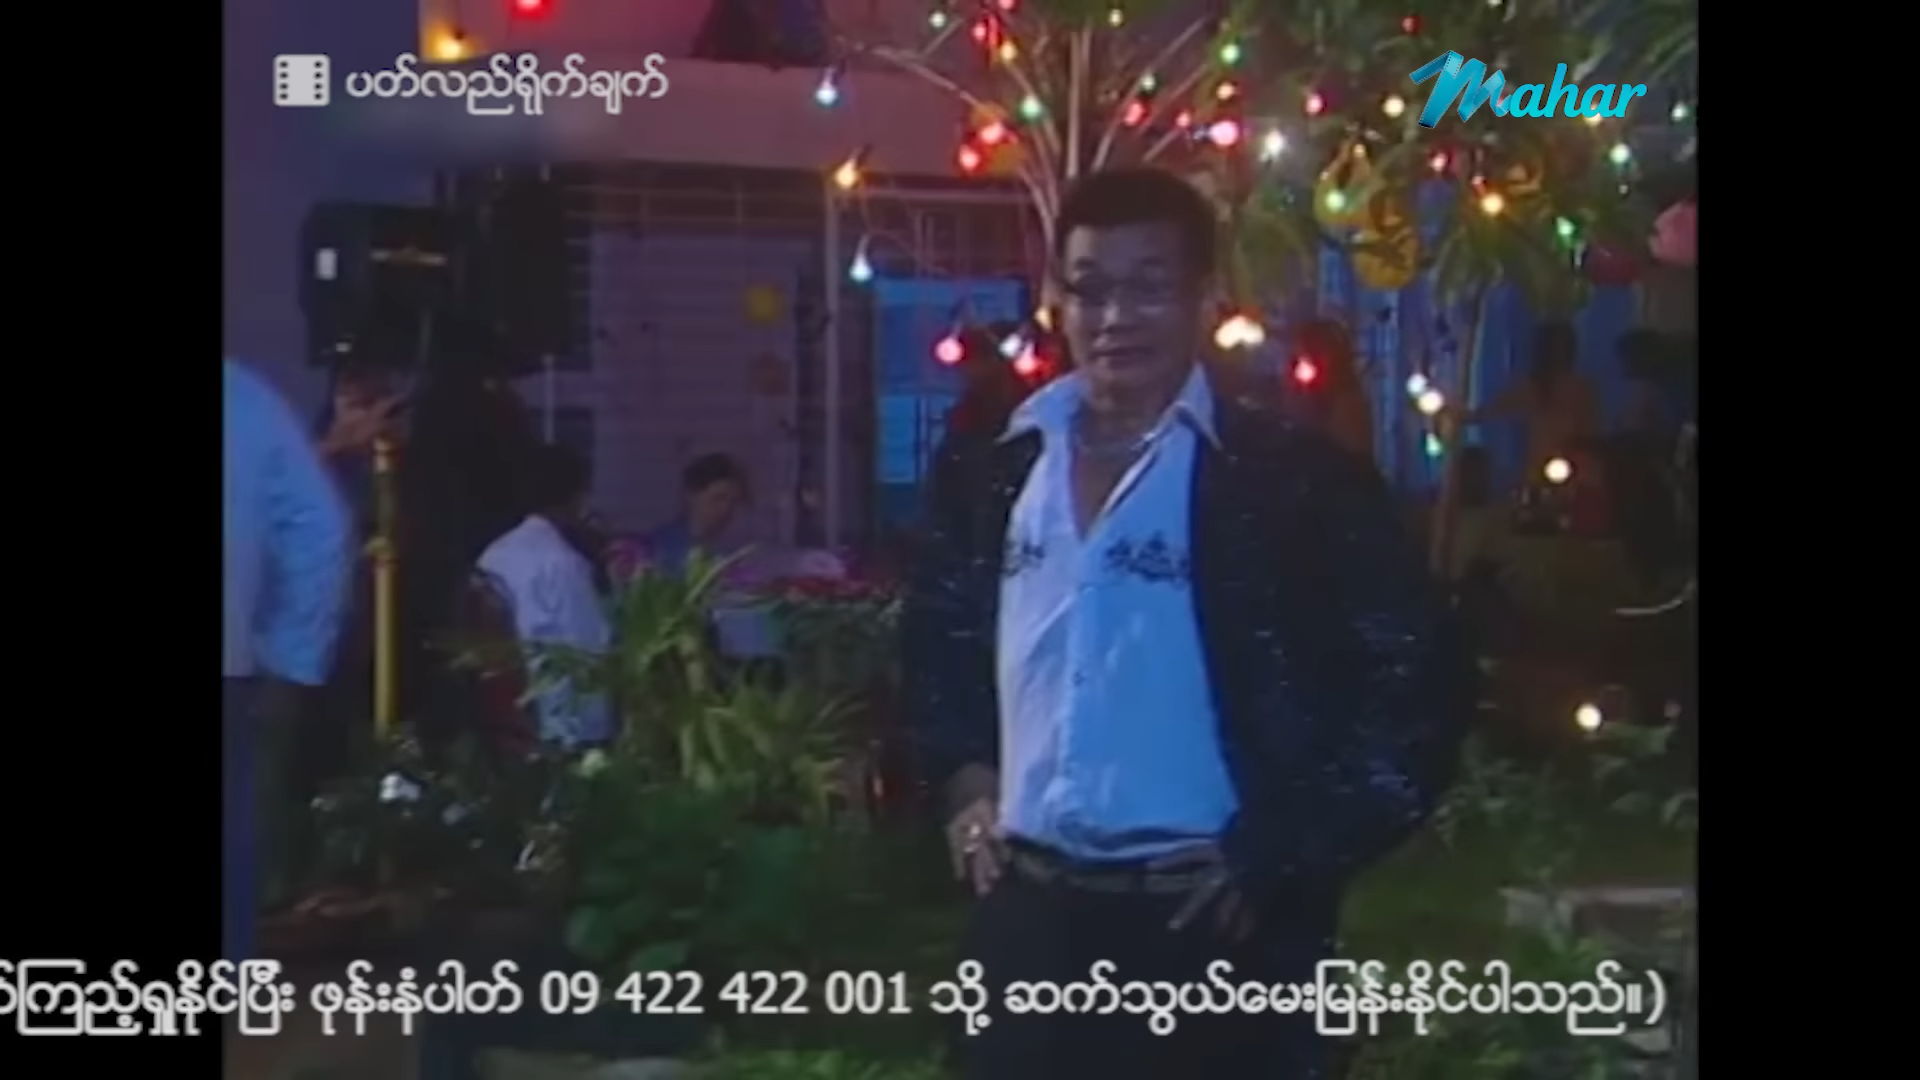 ပတ်လည်ရိုက်ချက်
Mahar
ကြည့်ရှုနိုင်ပြီး ဖုန်းနံပါတ် 09 422 422 001 သို့ ဆက်သွယ်မေးမြန်းနိုင်ပါသည်။)